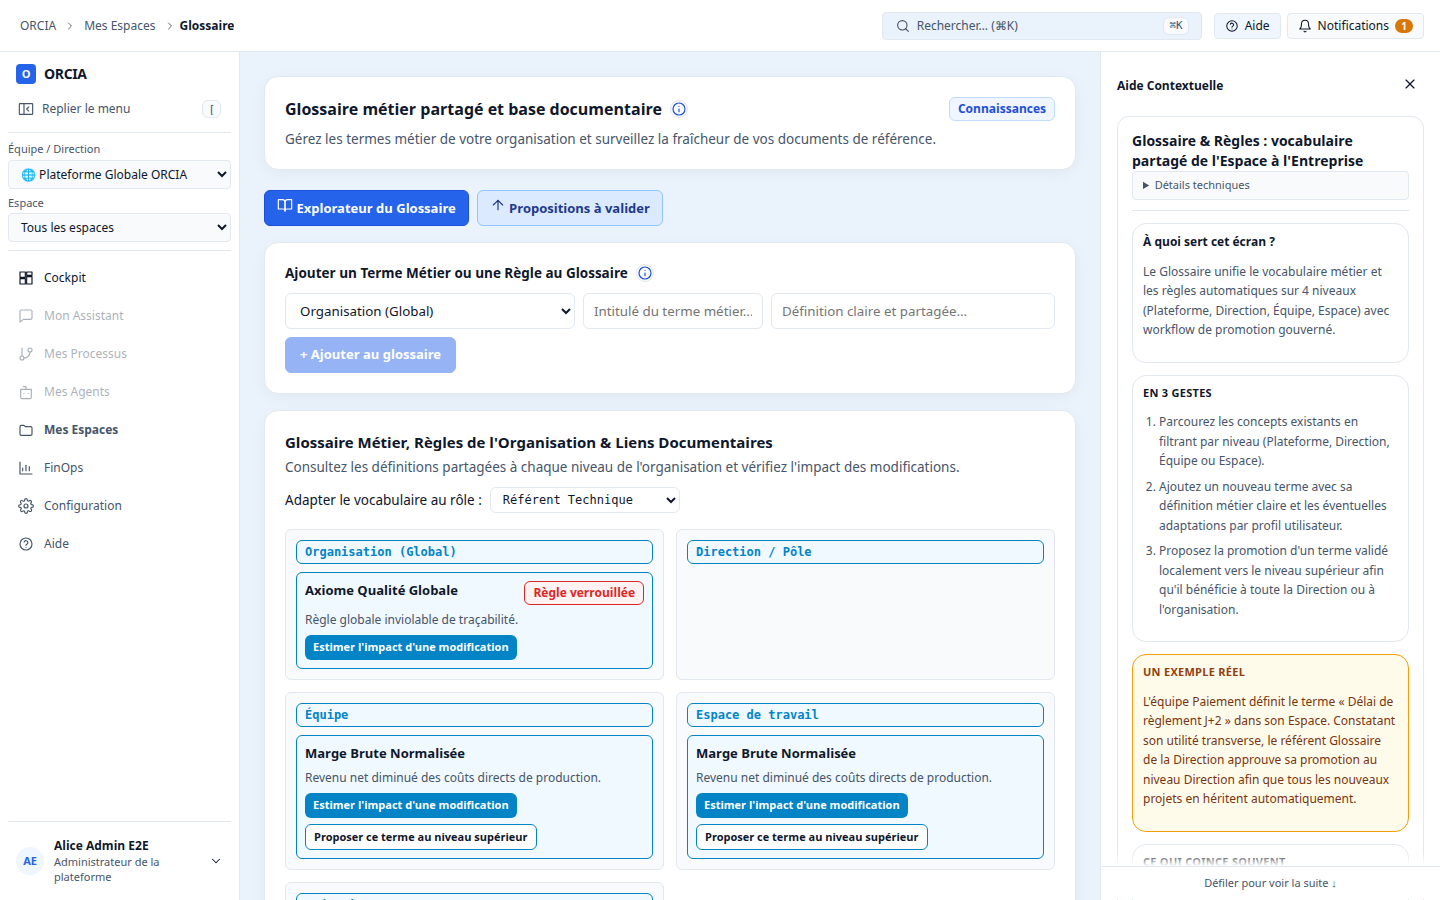 ORCIA > Mes Espaces > Glossaire
Rechercher... (⌘K)
⌘K
Aide
Notifications 1
O ORCIA
Replier le menu [
Équipe / Direction
🌐 Plateforme Globale ORCIA
Espace
Tous les espaces
Cockpit
Mon Assistant
Mes Processus
Mes Agents
Mes Espaces
FinOps
Configuration
Aide
AE
Alice Admin E2E
Administrateur de la
plateforme
Glossaire métier partagé et base documentaire
Connaissances
Gérez les termes métier de votre organisation et surveillez la fraîcheur de vos documents de référence.
Explorateur du Glossaire
Propositions à valider
Ajouter un Terme Métier ou une Règle au Glossaire
Organisation (Global)
Intitulé du terme métier...
Définition claire et partagée...
+ Ajouter au glossaire
Glossaire Métier, Règles de l'Organisation & Liens Documentaires
Consultez les définitions partagées à chaque niveau de l'organisation et vérifiez l'impact des modifications.
Adapter le vocabulaire au rôle : Référent Technique
Organisation (Global)
Axiome Qualité Globale
Règle verrouillée
Règle globale inviolable de traçabilité.
Estimer l'impact d'une modification
Direction / Pôle
Équipe
Marge Brute Normalisée
Revenu net diminué des coûts directs de production.
Estimer l'impact d'une modification
Proposer ce terme au niveau supérieur
Espace de travail
Marge Brute Normalisée
Revenu net diminué des coûts directs de production.
Estimer l'impact d'une modification
Proposer ce terme au niveau supérieur
Aide Contextuelle
Glossaire & Règles : vocabulaire
partagé de l'Espace à l'Entreprise
▶ Détails techniques
À quoi sert cet écran ?
Le Glossaire unifie le vocabulaire métier et
les règles automatiques sur 4 niveaux
(Plateforme, Direction, Équipe, Espace) avec
workflow de promotion gouverné.
EN 3 GESTES
1. Parcourez les concepts existants en
filtrant par niveau (Plateforme, Direction,
Équipe ou Espace).
2. Ajoutez un nouveau terme avec sa
définition métier claire et les éventuelles
adaptations par profil utilisateur.
3. Proposez la promotion d'un terme validé
localement vers le niveau supérieur afin
qu'il bénéficie à toute la Direction ou à
l'organisation.
UN EXEMPLE RÉEL
L'équipe Paiement définit le terme « Délai de
règlement J+2 » dans son Espace. Constatant
son utilité transverse, le référent Glossaire
de la Direction approuve sa promotion au
niveau Direction afin que tous les nouveaux
projets en héritent automatiquement.
CE QUI COINCE SOUVENT
Défiler pour voir la suite ↓